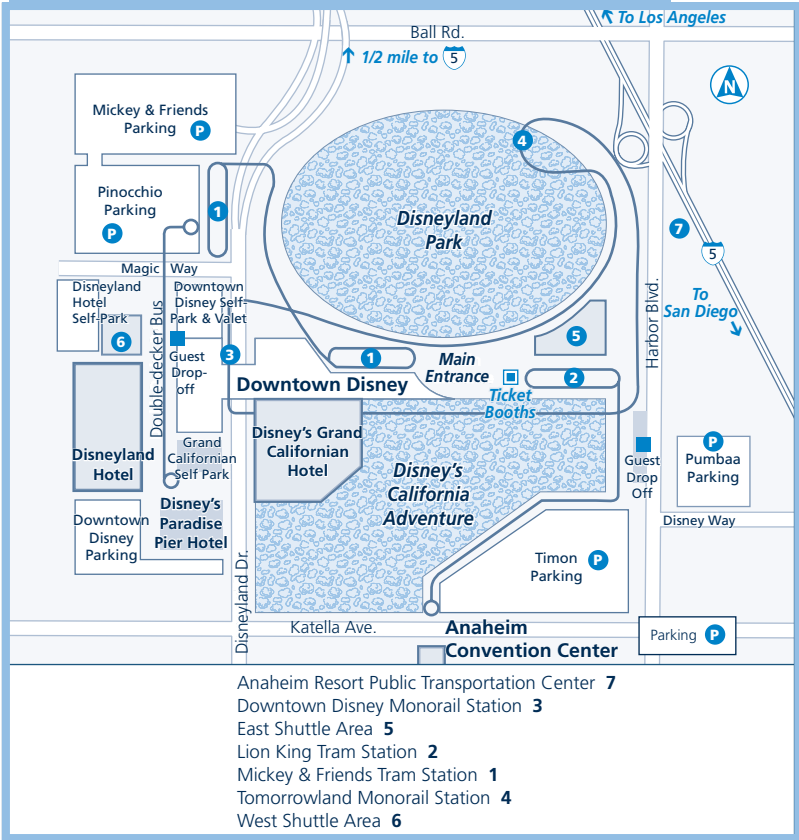 To Los Angeles
Ball Rd.
1/2 mile to 5
N
Mickey & Friends
Parking P
4
Pinocchio
Parking
P
1
Disneyland
Park
7
5
Magic Way
Disneyland
Hotel
Self-Park
6
Downtown
Disney Self-
Park & Valet
To
San Diego
Harbor Blvd.
Double-decker Bus
5
3
Guest
Drop-
off
1
Main
Entrance
2
Downtown Disney
Ticket
Booths
Disney's Grand
Californian
Hotel
Grand
Californian
Self Park
Disneyland
Hotel
Disney's
California
Adventure
Guest
Drop
Off
P
Pumbaa
Parking
Disney's
Paradise
Pier Hotel
Downtown
Disney
Parking
Disney Way
Timon
Parking
P
Disneyland Dr.
Katella Ave.
Anaheim
Convention Center
Parking P
Anaheim Resort Public Transportation Center 7
Downtown Disney Monorail Station 3
East Shuttle Area 5
Lion King Tram Station 2
Mickey & Friends Tram Station 1
Tomorrowland Monorail Station 4
West Shuttle Area 6